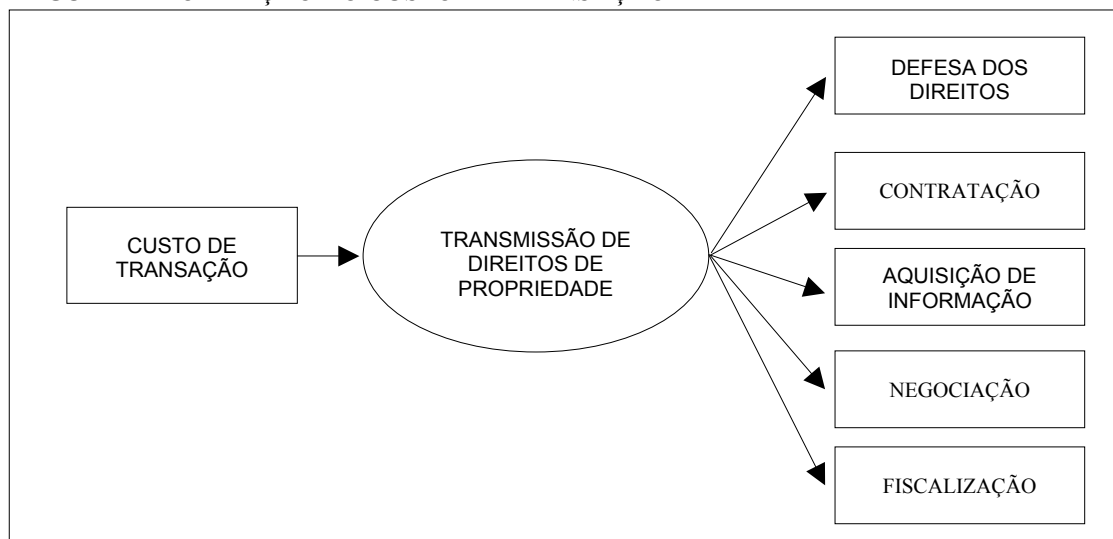 CUSTO DE
TRANSAÇÃO
TRANSMISSÃO DE
DIREITOS DE
PROPRIEDADE
DEFESA DOS
DIREITOS
CONTRATAÇÃO
AQUISIÇÃO DE
INFORMAÇÃO
NEGOCIAÇÃO
FISCALIZAÇÃO